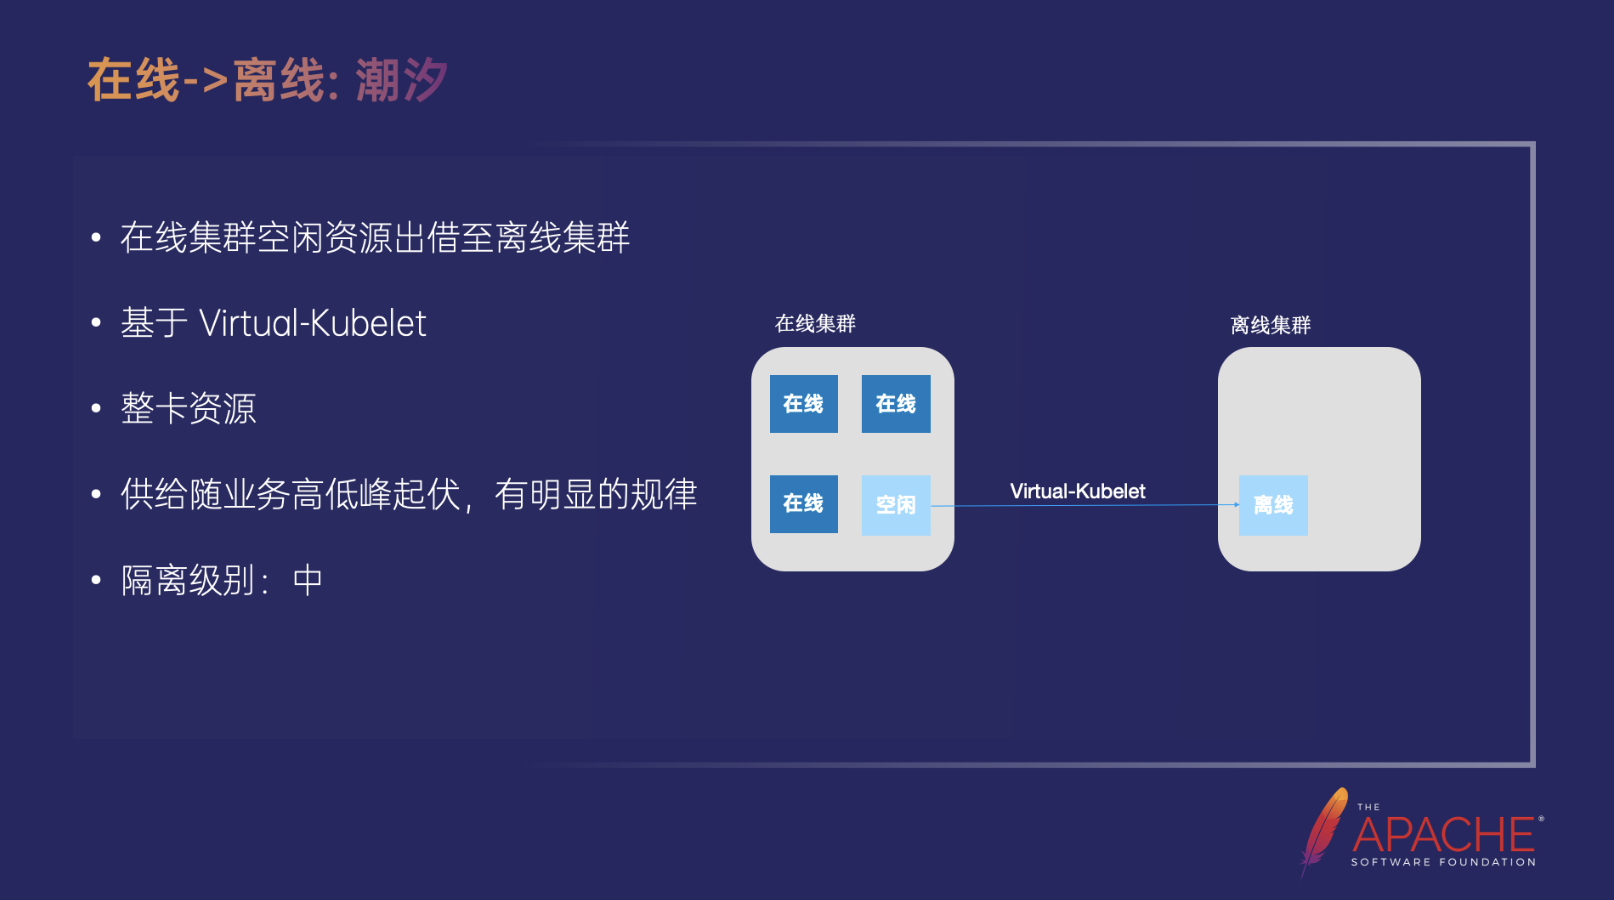 在线->离线: 潮汐
• 在线集群空闲资源出借至离线集群
• 基于 Virtual-Kubelet
• 整卡资源
• 供给随业务高低峰起伏，有明显的规律
• 隔离级别：中
在线集群
离线集群
在线
在线
在线
空闲
Virtual-Kubelet
离线
THE
APACHE®
SOFTWARE FOUNDATION